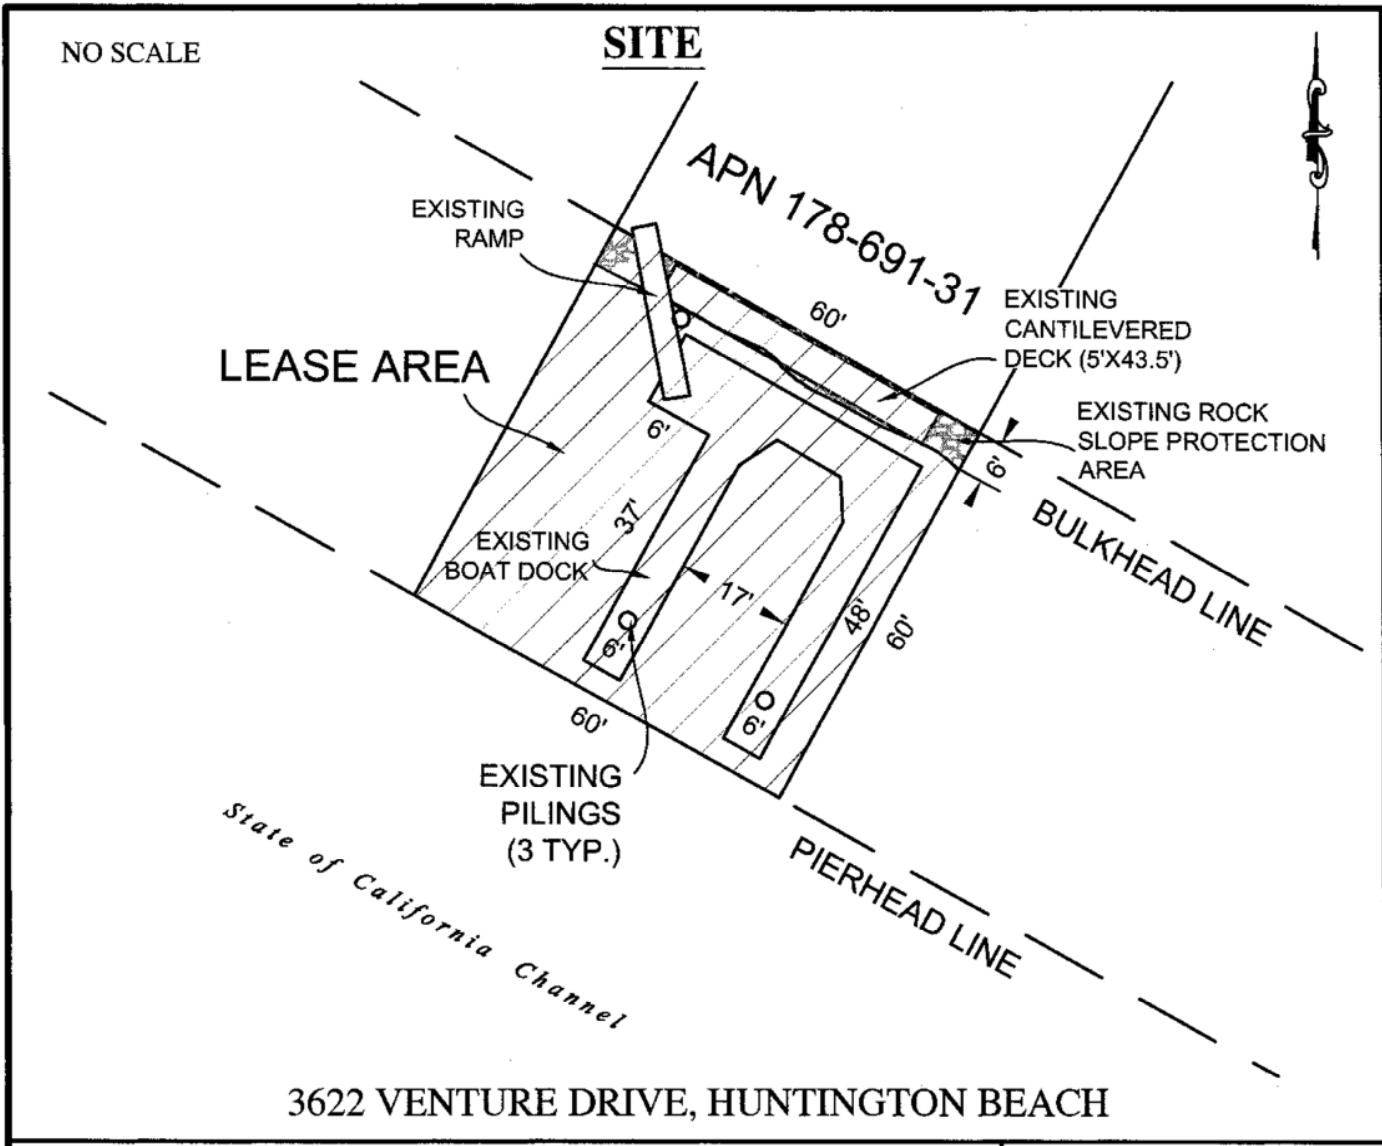 NO SCALE
SITE
APN 178-691-31
EXISTING
RAMP
60'
EXISTING
CANTILEVERED
DECK (5'X43.5')
LEASE AREA
EXISTING ROCK
SLOPE PROTECTION
AREA
6'
6'
BULKHEAD LINE
37'
EXISTING
BOAT DOCK
17'
48'
60'
6'
6'
60'
EXISTING
PILINGS
(3 TYP.)
PIERHEAD LINE
State of California Channel
3622 VENTURE DRIVE, HUNTINGTON BEACH